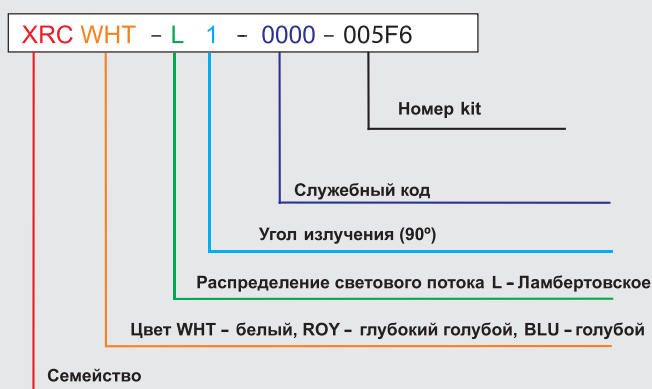 XRC WHT - L 1 - 0000 - 005F6
Номер kit
Служебный код
Угол излучения (90º)
Распределение светового потока L – Ламбертовское
Цвет WHT – белый, ROY – глубокий голубой, BLU – голубой
Семейство